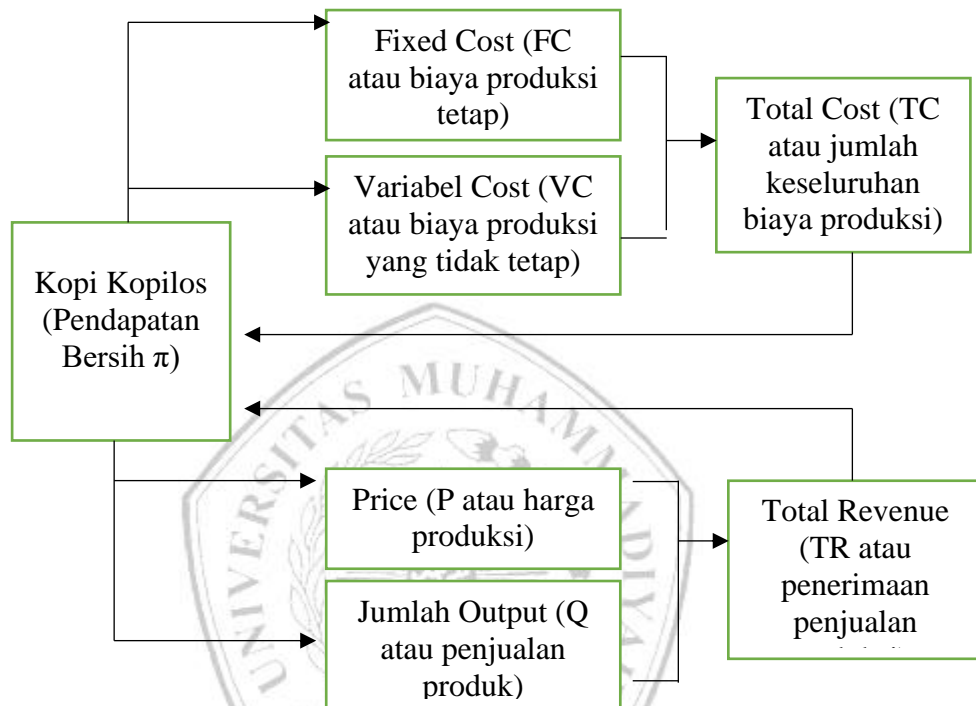 Fixed Cost (FC
atau biaya produksi
tetap)
Variabel Cost (VC
atau biaya produksi
yang tidak tetap)
Total Cost (TC
atau jumlah
keseluruhan
biaya produksi)
Kopi Kopilos
(Pendapatan
Bersih π)
Price (P atau harga
produksi)
Jumlah Output (Q
atau penjualan
produk)
Total Revenue
(TR atau
penerimaan
penjualan
UNIVERSITAS MUHAMMADIYAH